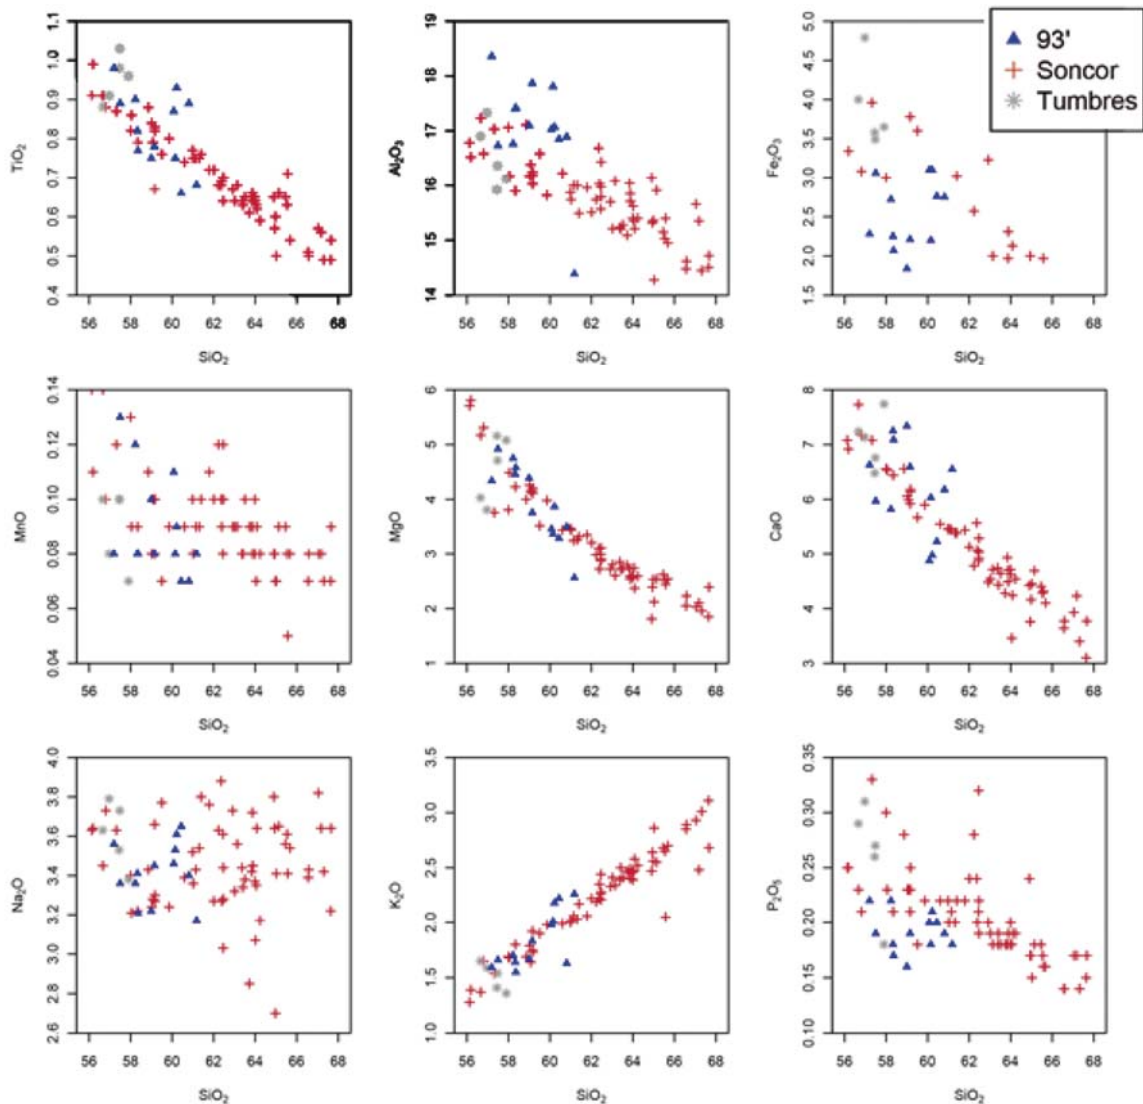 93'
Soncor
Tumbres
TiO₂
0.4 0.5 0.6 0.7 0.8 0.9 1.0 1.1
56 58 60 62 64 66 68
SiO₂
Al₂O₃
14 15 16 17 18 19
56 58 60 62 64 66 68
SiO₂
Fe₂O₃
1.5 2.0 2.5 3.0 3.5 4.0 4.5 5.0
56 58 60 62 64 66 68
SiO₂
MnO
0.04 0.06 0.08 0.10 0.12 0.14
56 58 60 62 64 66 68
SiO₂
MgO
1 2 3 4 5 6
56 58 60 62 64 66 68
SiO₂
CaO
3 4 5 6 7 8
56 58 60 62 64 66 68
SiO₂
Na₂O
2.6 2.8 3.0 3.2 3.4 3.6 3.8 4.0
56 58 60 62 64 66 68
SiO₂
K₂O
1.0 1.5 2.0 2.5 3.0 3.5
56 58 60 62 64 66 68
SiO₂
P₂O₅
0.10 0.15 0.20 0.25 0.30 0.35
56 58 60 62 64 66 68
SiO₂